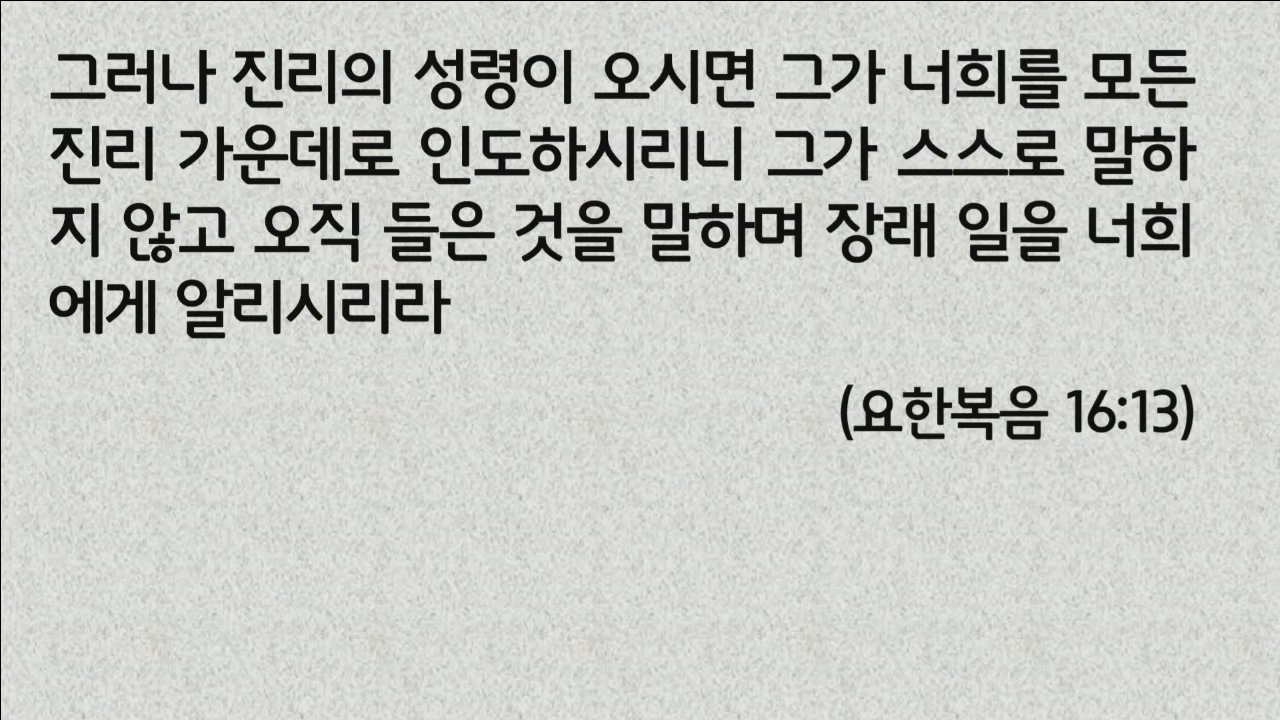 그러나 진리의 성령이 오시면 그가 너희를 모든
진리 가운데로 인도하시리니 그가 스스로 말하
지 않고 오직 들은 것을 말하며 장래 일을 너희
에게 알리시리라
(요한복음 16:13)